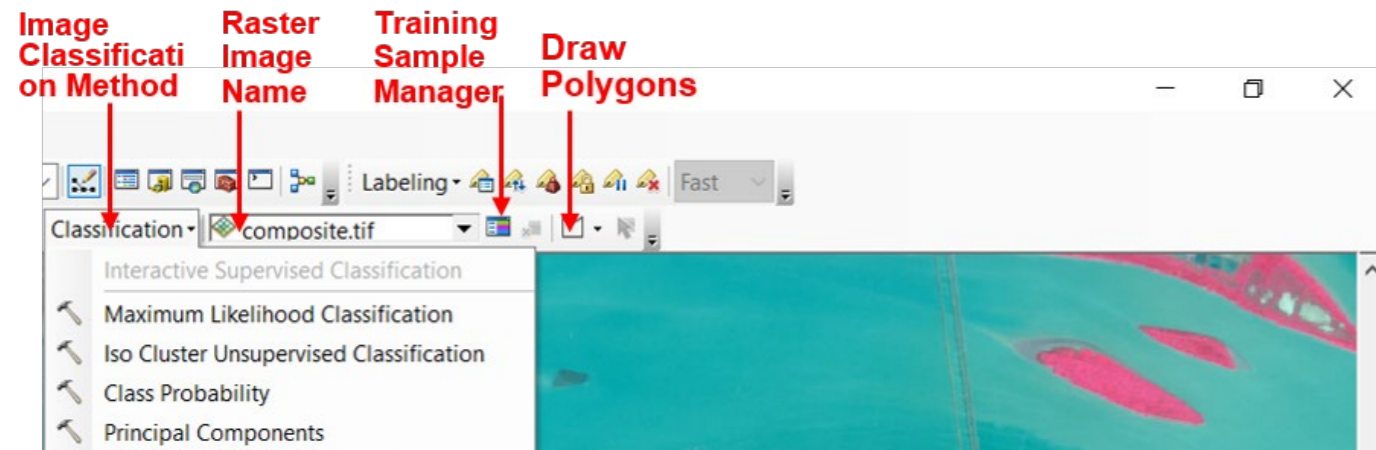 Image
Classificati
on Method
Raster
Image
Name
Training
Sample
Manager
Draw
Polygons
Labeling
Fast
Classification
composite.tif
Interactive Supervised Classification
Maximum Likelihood Classification
Iso Cluster Unsupervised Classification
Class Probability
Principal Components